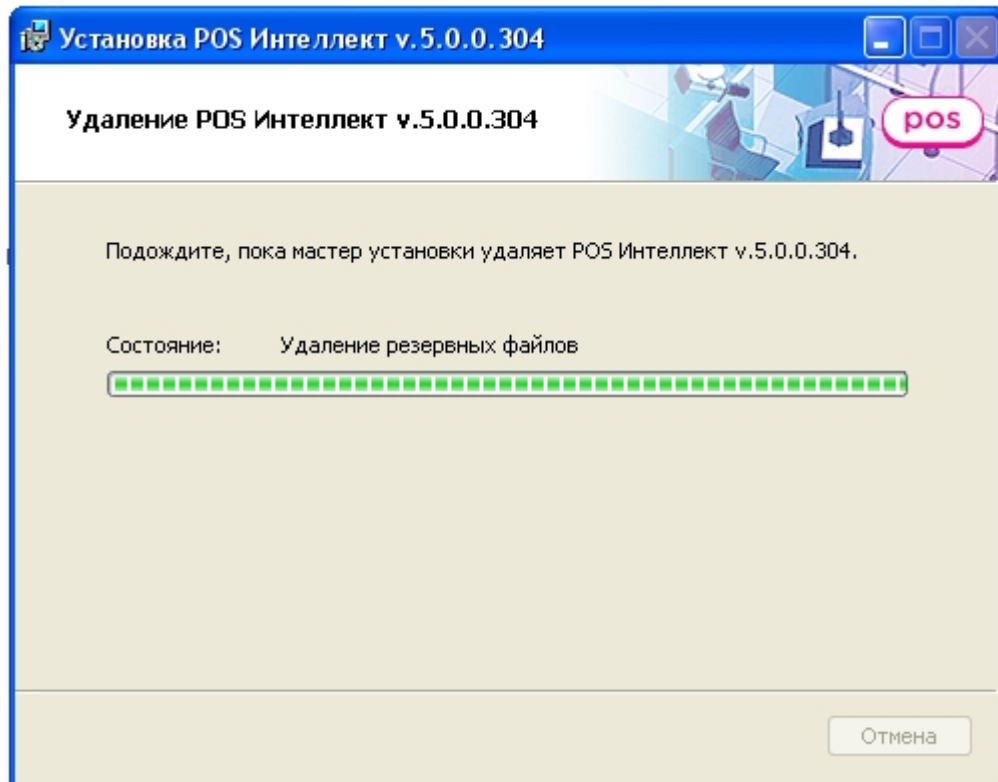 Установка POS Интеллект v.5.0.0.304
Удаление POS Интеллект v.5.0.0.304
pos
Подождите, пока мастер установки удаляет POS Интеллект v.5.0.0.304.
Состояние: Удаление резервных файлов
Отмена